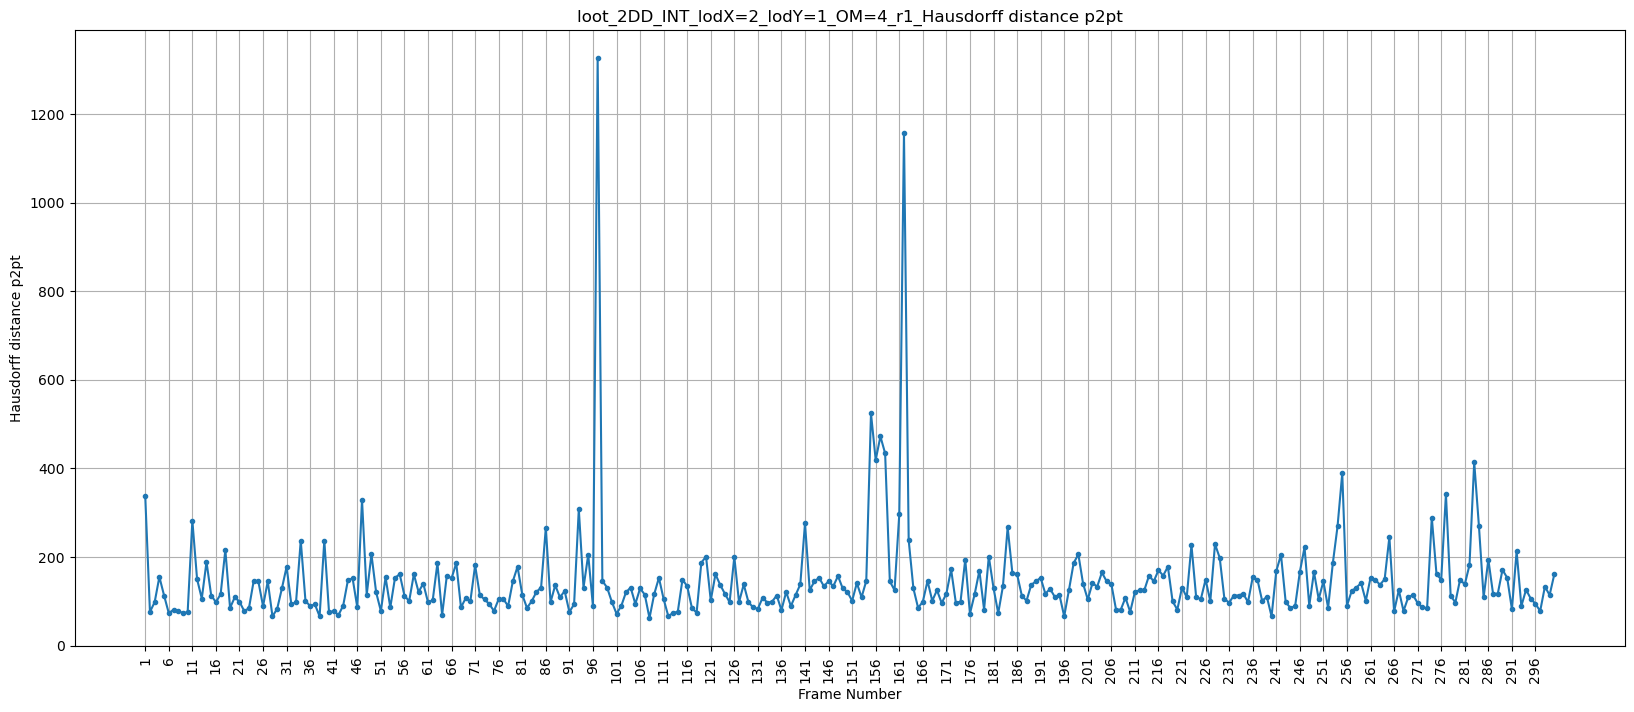 loot_2DD_INT_lodX=2_lodY=1_OM=4_r1_Hausdorff distance p2pt
Hausdorff distance p2pt
1200
1000
800
600
400
200
0
1 6 11 16 21 26 31 36 41 46 51 56 61 66 71 76 81 86 91 96 101 106 111 116 121 126 131 136 141 146 151 156 161 166 171 176 181 186 191 196 201 206 211 216 221 226 231 236 241 246 251 256 261 266 271 276 281 286 291 296
Frame Number